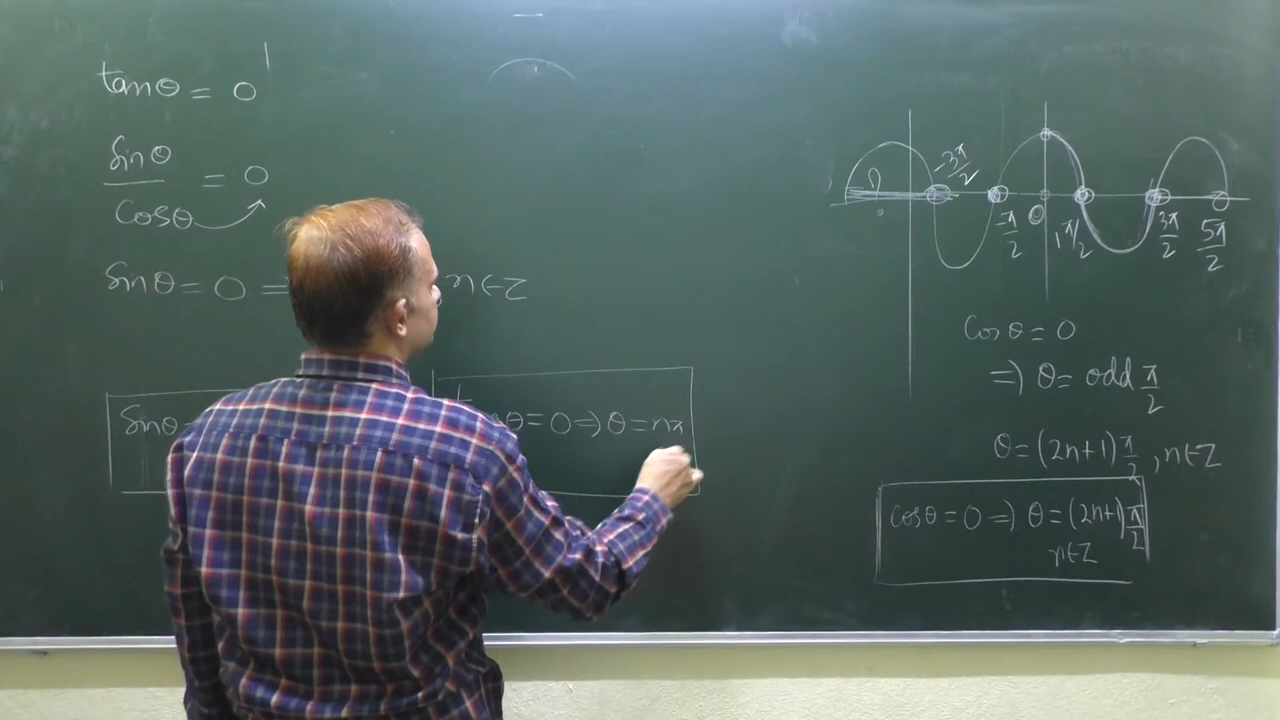 tanθ = 0
sinθ
cosθ
= 0
sinθ = 0 =
n∈Z
sinθ
θ = 0 => θ = nπ
-3π/2
-π/2
0
1
π/2
3π/2
5π/2
cosθ = 0
=> θ = odd π/2
θ = (2n+1) π/2 , n∈Z
cosθ = 0 => θ = (2n+1) π/2
n∈Z